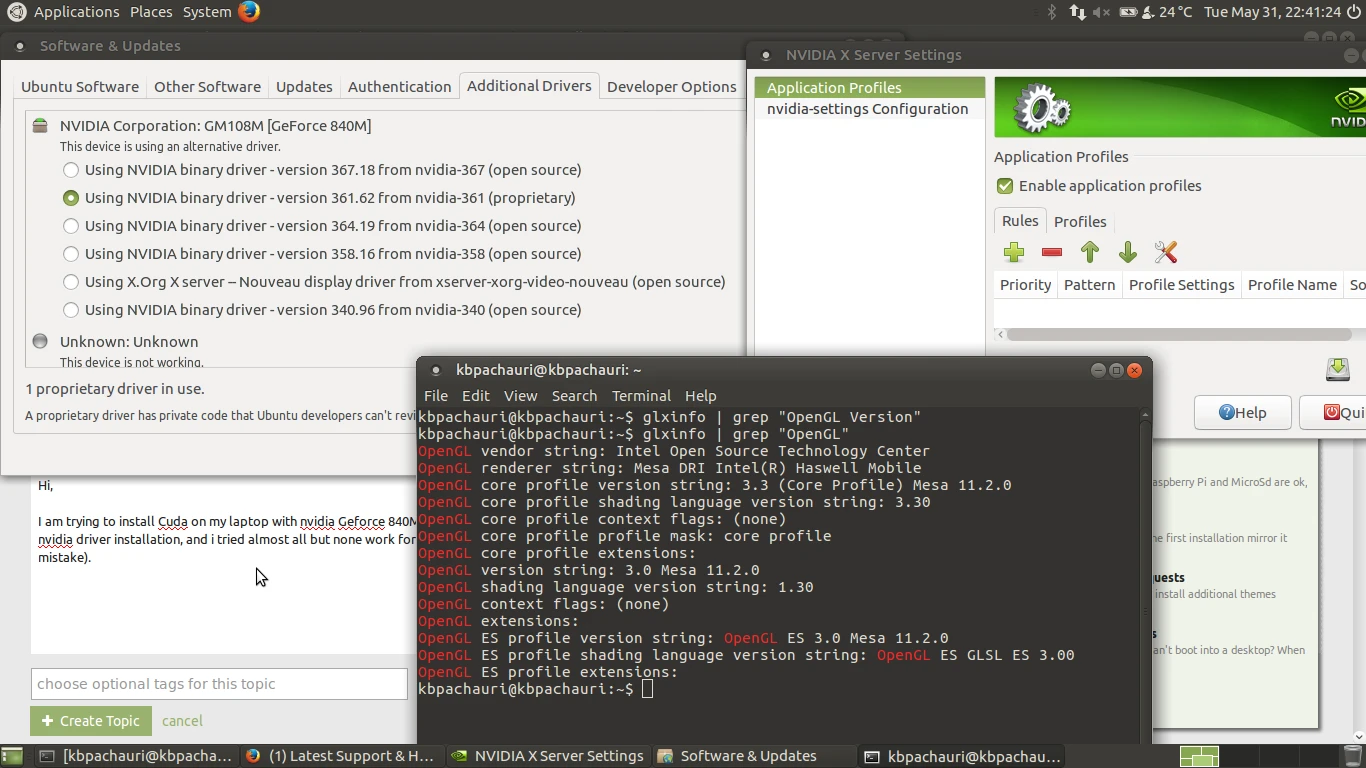 Applications Places System
24 °C Tue May 31, 22:41:24
Software & Updates
Ubuntu Software Other Software Updates Authentication Additional Drivers Developer Options
NVIDIA Corporation: GM108M [GeForce 840M]
This device is using an alternative driver.
Using NVIDIA binary driver - version 367.18 from nvidia-367 (open source)
Using NVIDIA binary driver - version 361.62 from nvidia-361 (proprietary)
Using NVIDIA binary driver - version 364.19 from nvidia-364 (open source)
Using NVIDIA binary driver - version 358.16 from nvidia-358 (open source)
Using X.Org X server – Nouveau display driver from xserver-xorg-video-nouveau (open source)
Using NVIDIA binary driver - version 340.96 from nvidia-340 (open source)
Unknown: Unknown
This device is not working.
1 proprietary driver in use.
A proprietary driver has private code that Ubuntu developers can't revi
NVIDIA X Server Settings
Application Profiles
nvidia-settings Configuration
Application Profiles
Enable application profiles
Rules Profiles
Priority Pattern Profile Settings Profile Name So
Help
Qui
kbpachauri@kbpachauri: ~
File Edit View Search Terminal Help
kbpachauri@kbpachauri:~$ glxinfo | grep "OpenGL Version"
kbpachauri@kbpachauri:~$ glxinfo | grep "OpenGL"
OpenGL vendor string: Intel Open Source Technology Center
OpenGL renderer string: Mesa DRI Intel(R) Haswell Mobile
OpenGL core profile version string: 3.3 (Core Profile) Mesa 11.2.0
OpenGL core profile shading language version string: 3.30
OpenGL core profile context flags: (none)
OpenGL core profile profile mask: core profile
OpenGL core profile extensions:
OpenGL version string: 3.0 Mesa 11.2.0
OpenGL shading language version string: 1.30
OpenGL context flags: (none)
OpenGL extensions:
OpenGL ES profile version string: OpenGL ES 3.0 Mesa 11.2.0
OpenGL ES profile shading language version string: OpenGL ES GLSL ES 3.00
OpenGL ES profile extensions:
kbpachauri@kbpachauri:~$
Hi,
I am trying to install Cuda on my laptop with nvidia Geforce 840M
nvidia driver installation, and i tried almost all but none work for
mistake).
choose optional tags for this topic
Create Topic cancel
aspberry Pi and MicroSd are ok,
he first installation mirror it
uests
install additional themes
s
an't boot into a desktop? When
[kbpachauri@kbpacha... (1) Latest Support & H... NVIDIA X Server Settings Software & Updates kbpachauri@kbpachau...